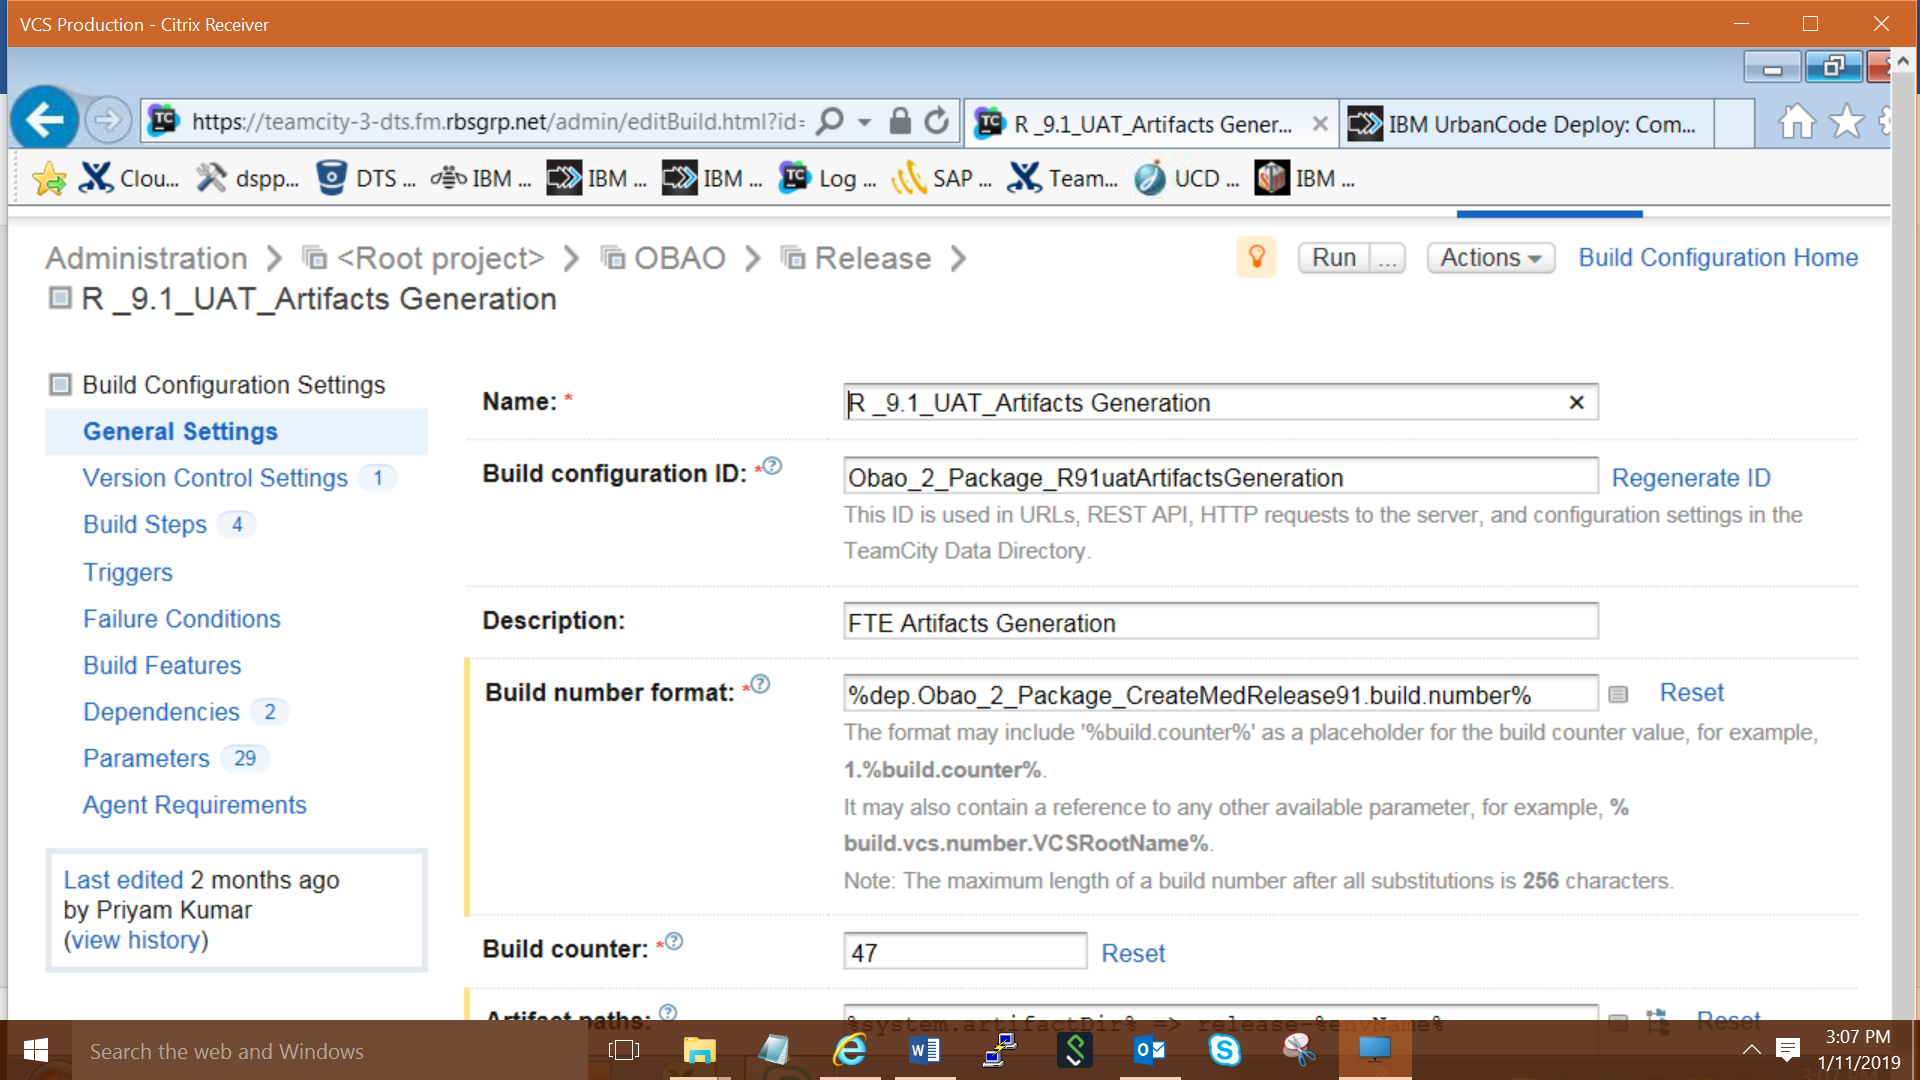 VCS Production - Citrix Receiver
https://teamcity-3-dts.fm.rbsgrp.net/admin/editBuild.html?id=
R _9.1_UAT_Artifacts Gener...
IBM UrbanCode Deploy: Com...
Clou... dspp... DTS ... IBM ... IBM ... IBM ... Log ... SAP ... Team... UCD ... IBM ...
Administration <Root project> OBAO Release
Run ... Actions Build Configuration Home
R _9.1_UAT_Artifacts Generation
Build Configuration Settings
General Settings
Version Control Settings 1
Build Steps 4
Triggers
Failure Conditions
Build Features
Dependencies 2
Parameters 29
Agent Requirements
Last edited 2 months ago
by Priyam Kumar
(view history)
Name: * R _9.1_UAT_Artifacts Generation
Build configuration ID: * Obao_2_Package_R91uatArtifactsGeneration Regenerate ID
This ID is used in URLs, REST API, HTTP requests to the server, and configuration settings in the
TeamCity Data Directory.
Description: FTE Artifacts Generation
Build number format: * %dep.Obao_2_Package_CreateMedRelease91.build.number% Reset
The format may include '%build.counter%' as a placeholder for the build counter value, for example,
1.%build.counter%.
It may also contain a reference to any other available parameter, for example, %
build.vcs.number.VCSRootName%.
Note: The maximum length of a build number after all substitutions is 256 characters.
Build counter: * 47 Reset
Artifact paths: %system.artifactDir% => release-%envName% Reset
Search the web and Windows
3:07 PM
1/11/2019